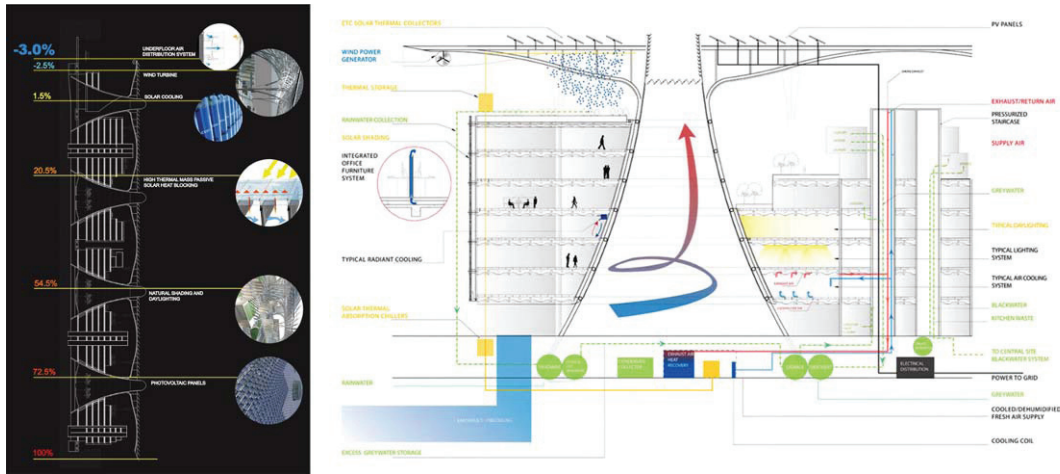 -3.0%
UNDERFLOOR AIR
DISTRIBUTION SYSTEM
-2.5%
WIND TURBINE
1.5%
SOLAR COOLING
20.5%
HIGH THERMAL MASS PASSIVE
SOLAR HEAT BLOCKING
54.5%
NATURAL SHADING AND
DAYLIGHTING
72.5%
PHOTOVOLTAIC PANELS
100%
ETC SOLAR THERMAL COLLECTORS
WIND POWER
GENERATOR
THERMAL STORAGE
RAINWATER COLLECTION
SOLAR SHADING
INTEGRATED
OFFICE
FURNITURE
SYSTEM
TYPICAL RADIANT COOLING
SOLAR THERMAL
ABSORPTION CHILLERS
RAINWATER
EXCESS GREYWATER STORAGE
EXHAUST AIR
HEAT
RECOVERY
ELECTRICAL
DISTRIBUTION
PV PANELS
EXHAUST/RETURN AIR
PRESSURIZED
STAIRCASE
SUPPLY AIR
GREYWATER
TYPICAL DAYLIGHTING
TYPICAL LIGHTING
SYSTEM
TYPICAL AIR COOLING
SYSTEM
BLACKWATER
KITCHEN WASTE
TO CENTRAL SITE
BLACKWATER SYSTEM
POWER TO GRID
GREYWATER
COOLED/DEHUMIDIFIED
FRESH AIR SUPPLY
COOLING COIL